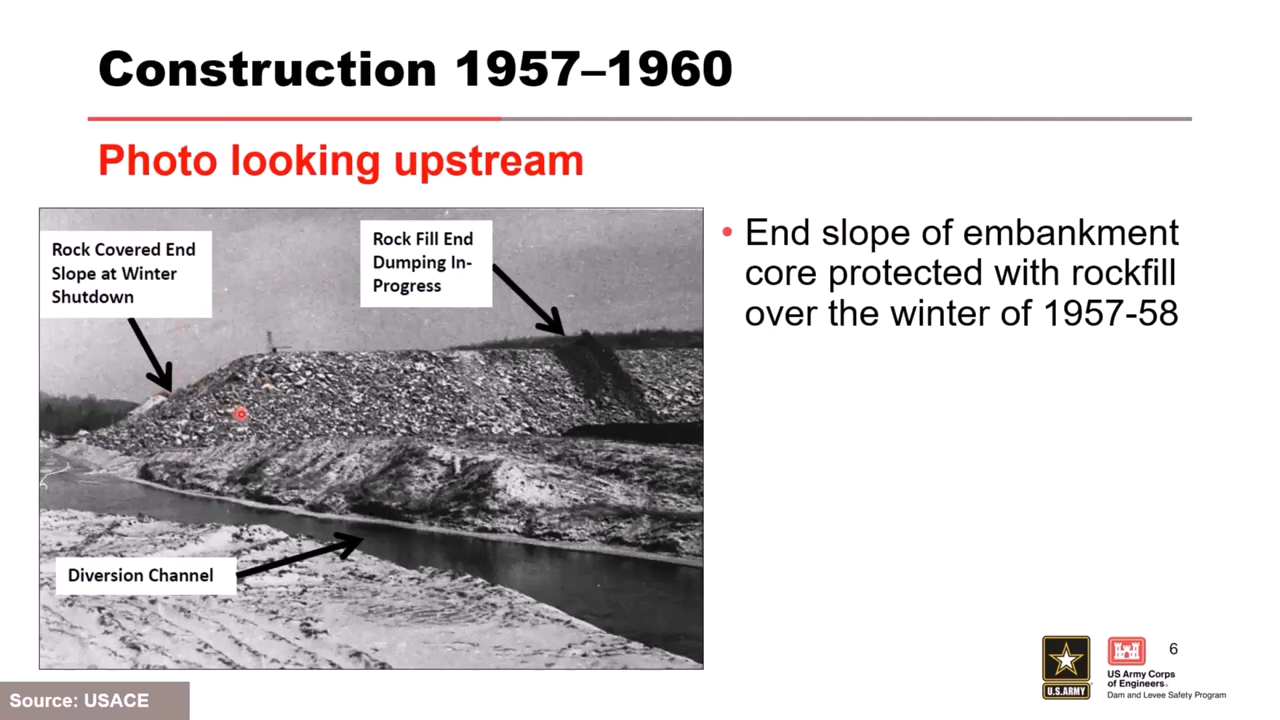 Construction 1957–1960
Photo looking upstream
Rock Covered End
Slope at Winter
Shutdown
Rock Fill End
Dumping In-
Progress
Diversion Channel
• End slope of embankment
core protected with rockfill
over the winter of 1957-58
U.S.ARMY
US Army Corps
of Engineers®
Dam and Levee Safety Program
6
Source: USACE